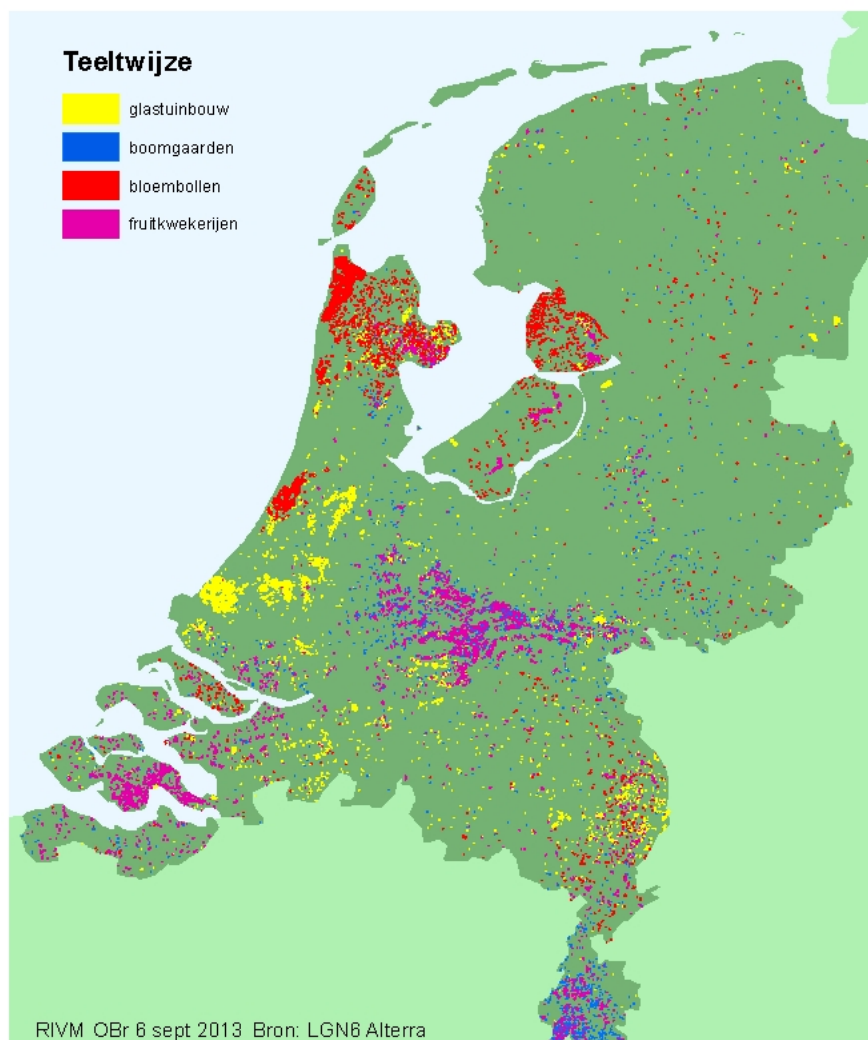 Teeltwijze
glastuinbouw
boomgaarden
bloembollen
fruitkwekerijen
RIVM OBr 6 sept 2013 Bron: LGN6 Alterra